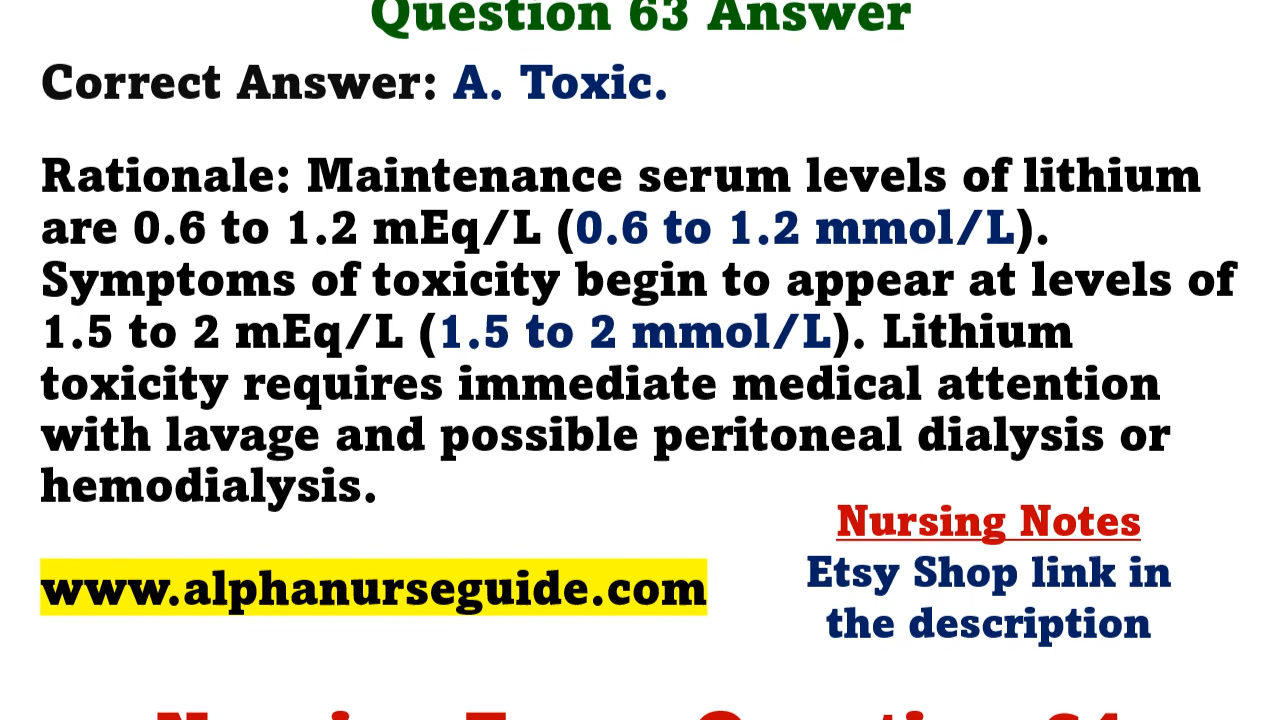 Question 63 Answer
Correct Answer: A. Toxic.
Rationale: Maintenance serum levels of lithium
are 0.6 to 1.2 mEq/L (0.6 to 1.2 mmol/L).
Symptoms of toxicity begin to appear at levels of
1.5 to 2 mEq/L (1.5 to 2 mmol/L). Lithium
toxicity requires immediate medical attention
with lavage and possible peritoneal dialysis or
hemodialysis.
Nursing Notes
www.alphanurseguide.com
Etsy Shop link in
the description